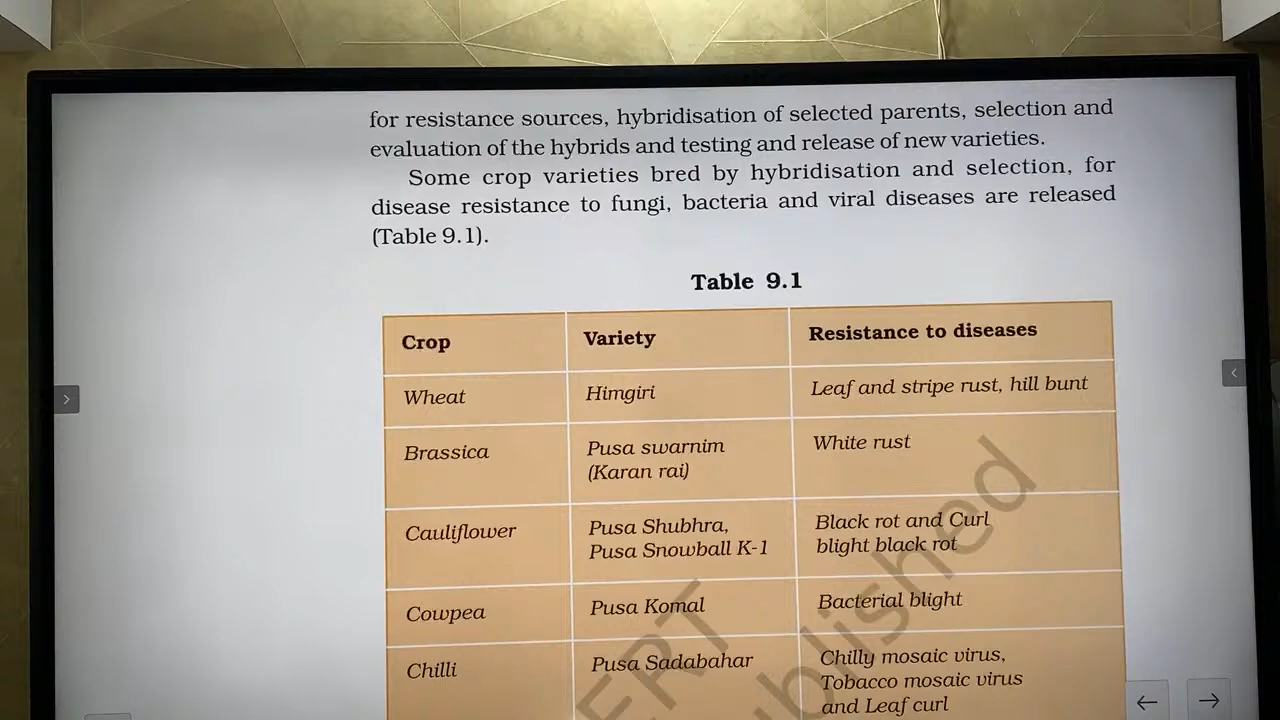 for resistance sources, hybridisation of selected parents, selection and
evaluation of the hybrids and testing and release of new varieties.
Some crop varieties bred by hybridisation and selection, for
disease resistance to fungi, bacteria and viral diseases are released
(Table 9.1).
Table 9.1
Crop Variety Resistance to diseases
Wheat Himgiri Leaf and stripe rust, hill bunt
Brassica Pusa swarnim White rust
(Karan rai)
Cauliflower Pusa Shubhra, Black rot and Curl
Pusa Snowball K-1 blight black rot
Cowpea Pusa Komal Bacterial blight
Chilli Pusa Sadabahar Chilly mosaic virus,
Tobacco mosaic virus
and Leaf curl